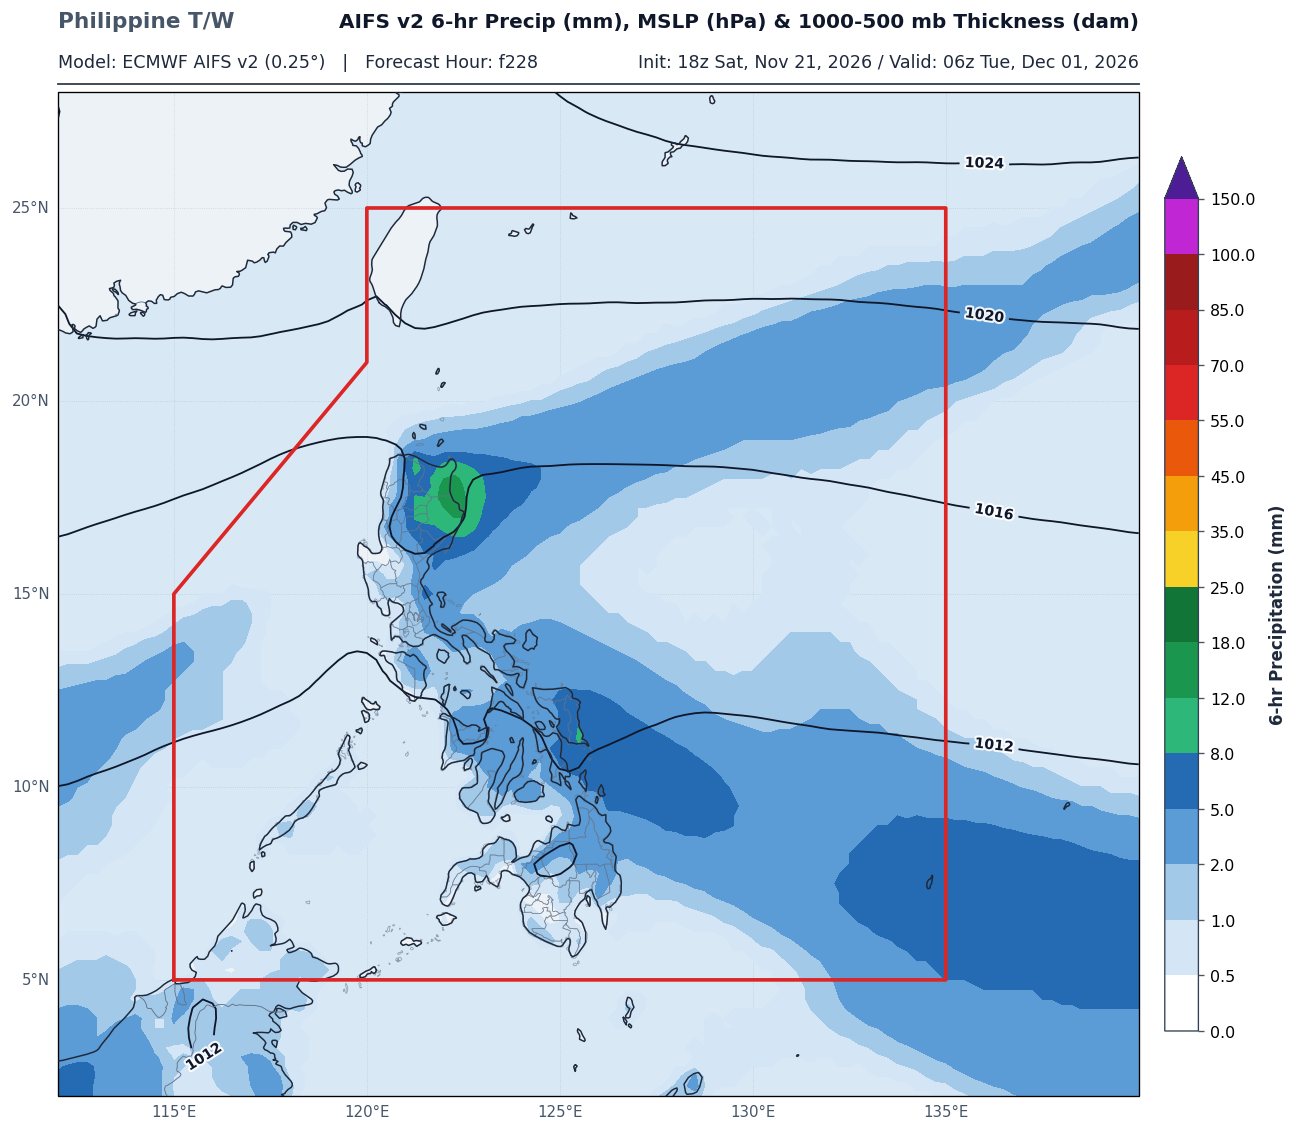 Philippine T/W
AIFS v2 6-hr Precip (mm), MSLP (hPa) & 1000-500 mb Thickness (dam)
Model: ECMWF AIFS v2 (0.25°) | Forecast Hour: f228
Init: 18z Sat, Nov 21, 2026 / Valid: 06z Tue, Dec 01, 2026
1024
1020
1016
1012
1012
25°N
20°N
15°N
10°N
5°N
115°E
120°E
125°E
130°E
135°E
150.0
100.0
85.0
70.0
55.0
45.0
35.0
25.0
18.0
12.0
8.0
5.0
2.0
1.0
0.5
0.0
6-hr Precipitation (mm)